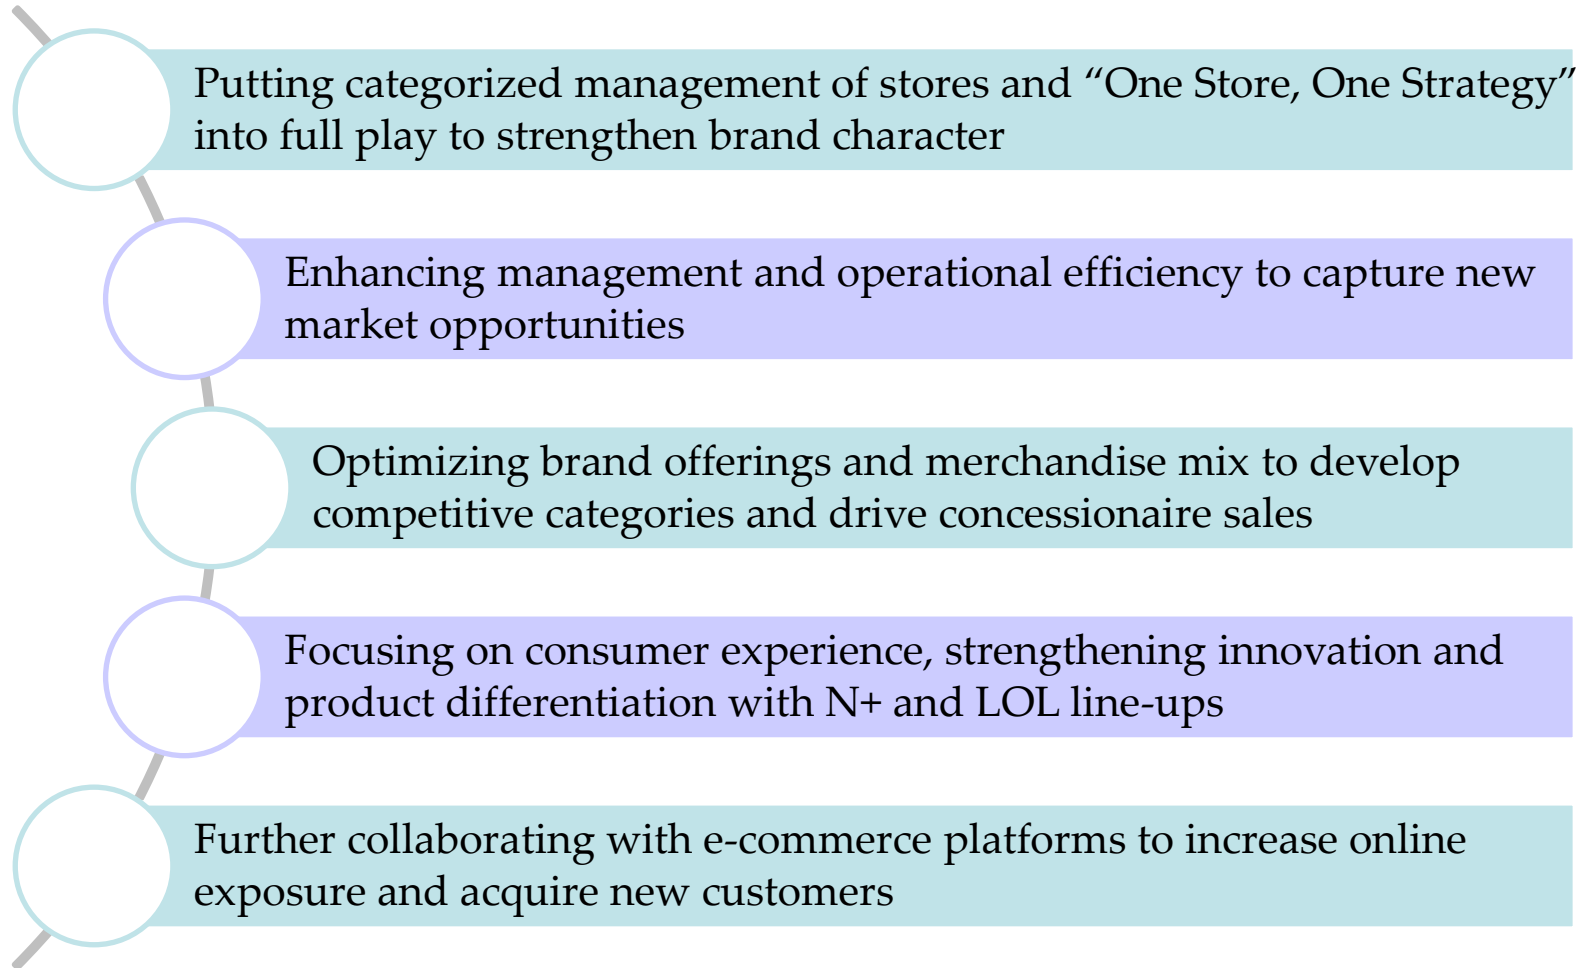 Putting categorized management of stores and “One Store, One Strategy”
into full play to strengthen brand character
Enhancing management and operational efficiency to capture new
market opportunities
Optimizing brand offerings and merchandise mix to develop
competitive categories and drive concessionaire sales
Focusing on consumer experience, strengthening innovation and
product differentiation with N+ and LOL line-ups
Further collaborating with e-commerce platforms to increase online
exposure and acquire new customers